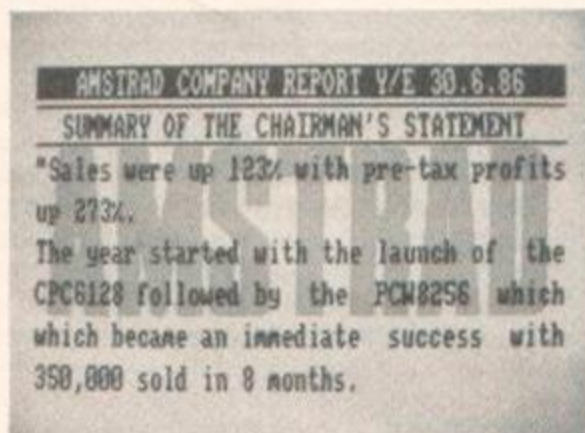 AMSTRAD COMPANY REPORT Y/E 30.6.86
SUMMARY OF THE CHAIRMAN'S STATEMENT
"Sales were up 123% with pre-tax profits
up 273%.
The year started with the launch of the
CPC6128 followed by the PCW8256 which
which became an immediate success with
350,000 sold in 8 months.
AMSTRAD